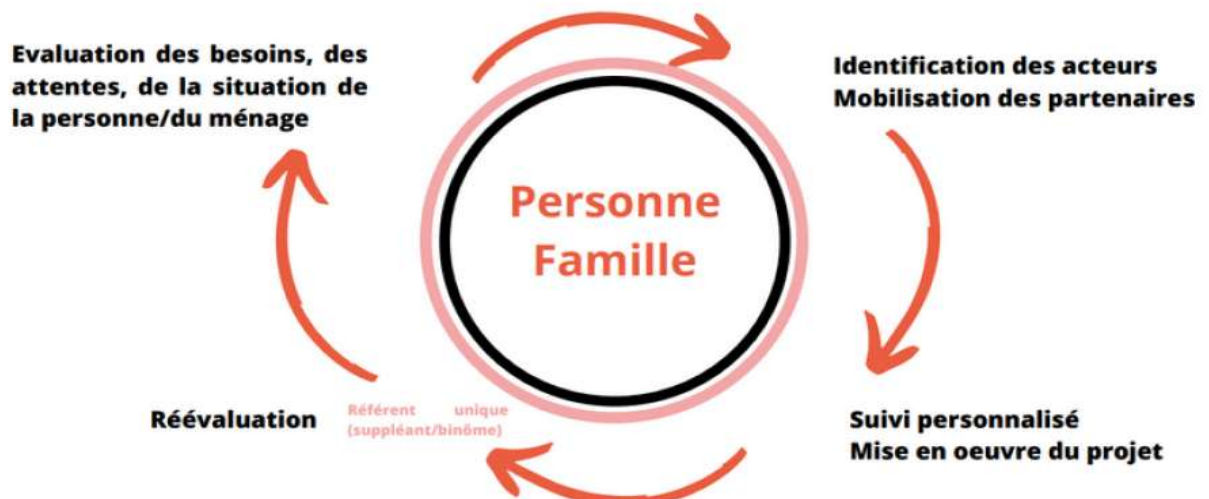 Evaluation des besoins, des
attentes, de la situation de
la personne/du ménage
Identification des acteurs
Mobilisation des partenaires
Personne
Famille
Réévaluation
Référent unique
(suppléant/binôme)
Suivi personnalisé
Mise en oeuvre du projet